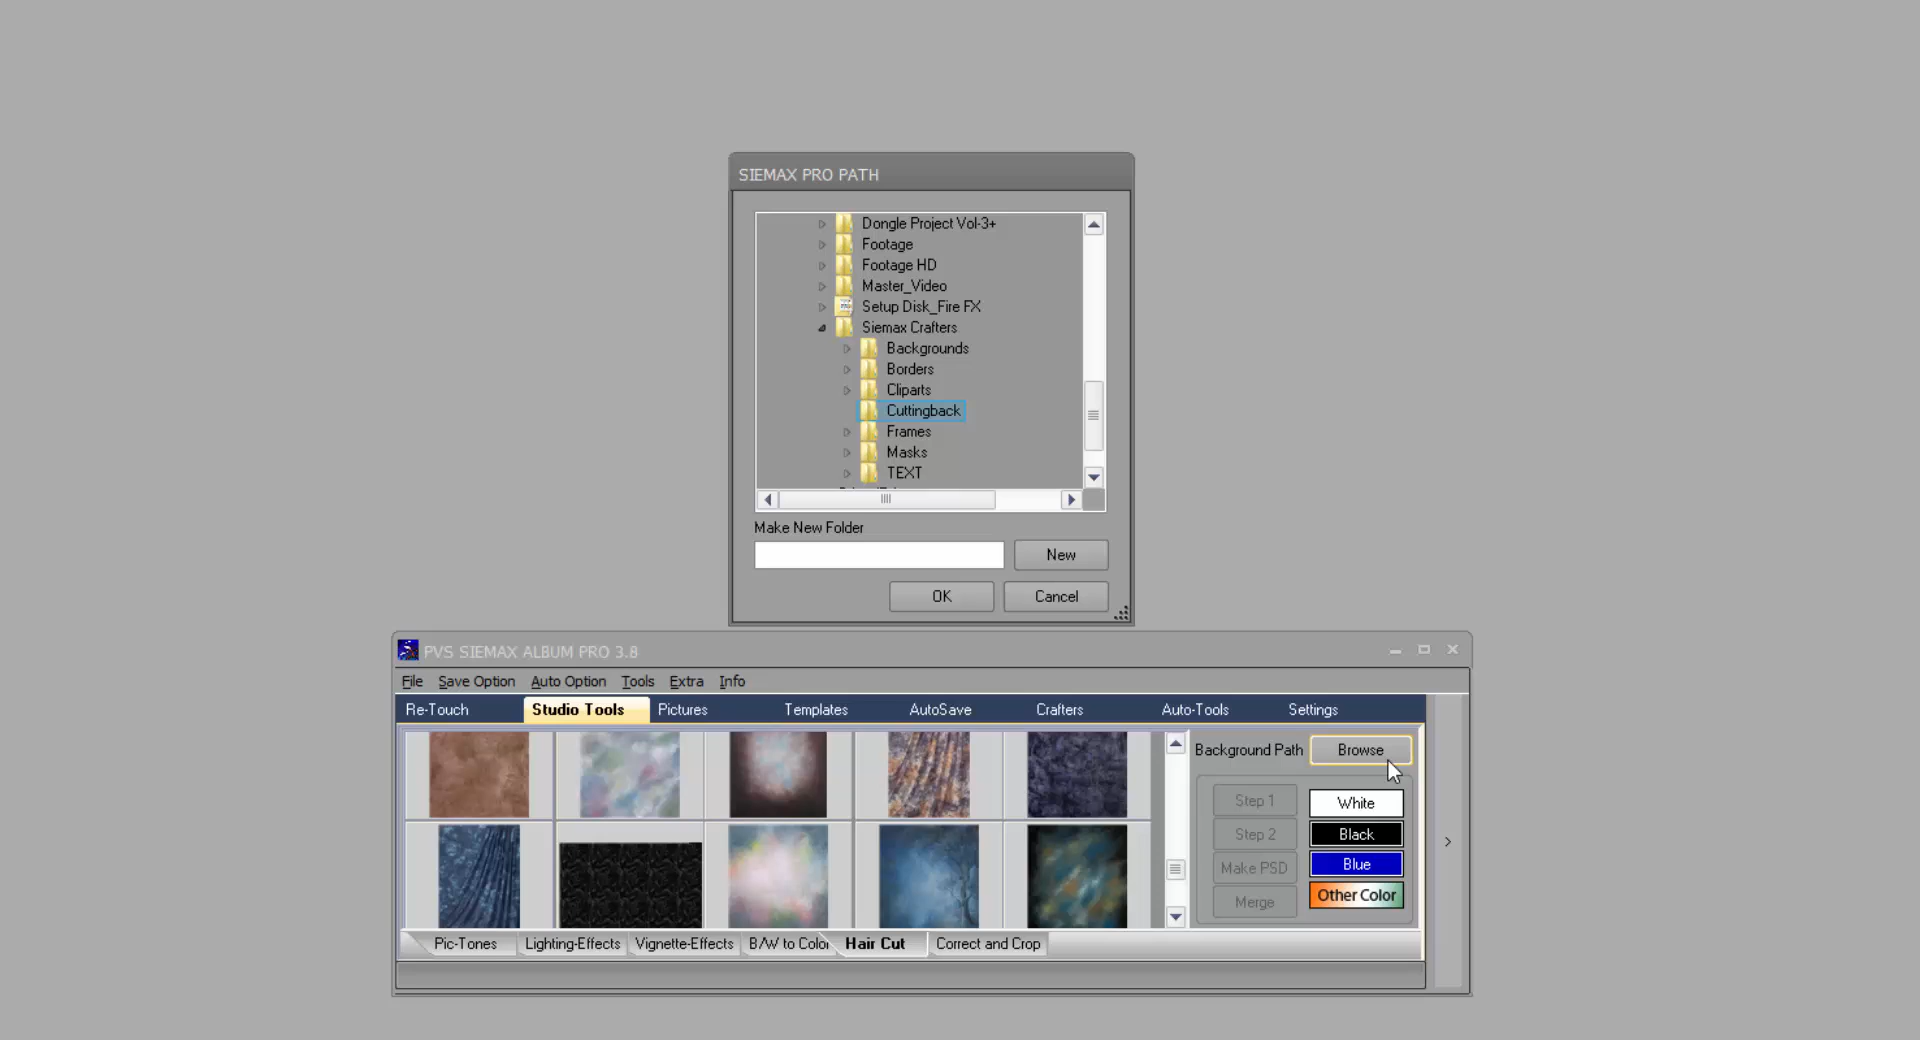 SIEMAX PRO PATH
Dongle Project Vol-3+
Footage
Footage HD
Master_Video
Setup Disk_Fire FX
Siemax Crafters
Backgrounds
Borders
Cliparts
Cuttingback
Frames
Masks
TEXT
Make New Folder
New
OK Cancel
PVS SIEMAX ALBUM PRO 3.8
File Save Option Auto Option Tools Extra Info
Re-Touch Studio Tools Pictures Templates AutoSave Crafters Auto-Tools Settings
Background Path Browse
Step 1 White
Step 2 Black
Make PSD Blue
Merge Other Color
Pic-Tones Lighting-Effects Vignette-Effects B/W to Color Hair Cut Correct and Crop